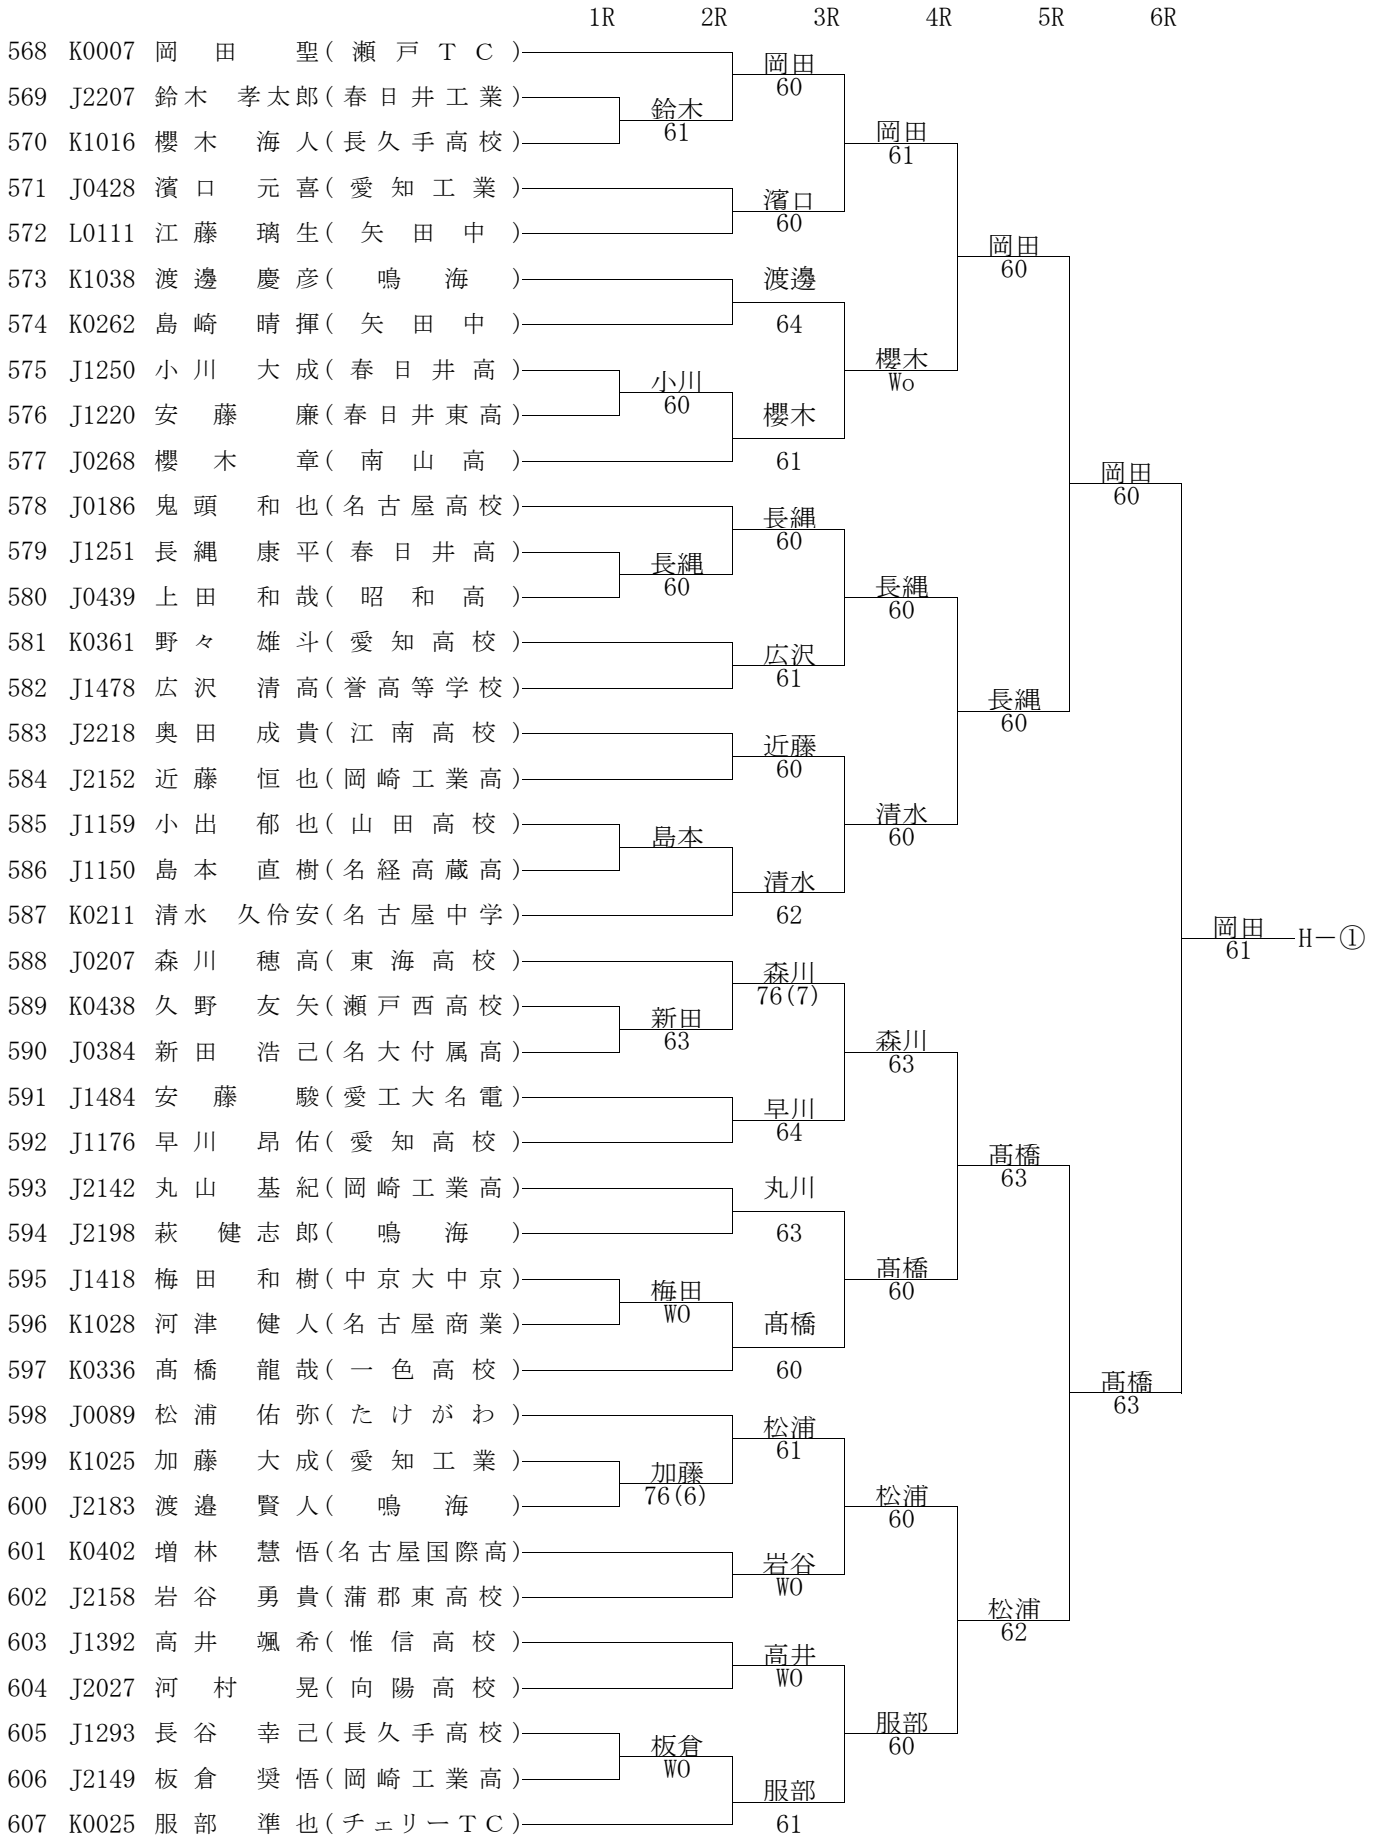 1R 2R 3R 4R 5R 6R
568 K0007 岡田 聖(瀬戸TC)
岡田
60
569 J2207 鈴木 孝太郎(春日井工業)
鈴木
61
570 K1016 櫻木 海人(長久手高校)
岡田
61
571 J0428 濱口 元喜(愛知工業)
濱口
60
572 L0111 江藤 璃生(矢田中)
岡田
60
573 K1038 渡邊 慶彦(鳴海)
渡邊
574 K0262 島崎 晴揮(矢田中)
64
櫻木
Wo
575 J1250 小川 大成(春日井高)
小川
60
576 J1220 安藤 廉(春日井東高)
櫻木
577 J0268 櫻木 章(南山高)
61
岡田
60
578 J0186 鬼頭 和也(名古屋高校)
長縄
60
579 J1251 長縄 康平(春日井高)
長縄
60
580 J0439 上田 和哉(昭和高)
長縄
60
581 K0361 野々 雄斗(愛知高校)
広沢
61
582 J1478 広沢 清高(誉高等学校)
長縄
60
583 J2218 奥田 成貴(江南高校)
近藤
60
584 J2152 近藤 恒也(岡崎工業高)
清水
60
585 J1159 小出 郁也(山田高校)
島本
586 J1150 島本 直樹(名経高蔵高)
清水
587 K0211 清水 久伶安(名古屋中学)
62
岡田
61
H－①
588 J0207 森川 穂高(東海高校)
森川
76(7)
589 K0438 久野 友矢(瀬戸西高校)
新田
63
590 J0384 新田 浩己(名大付属高)
森川
63
591 J1484 安藤 駿(愛工大名電)
早川
64
592 J1176 早川 昂佑(愛知高校)
髙橋
63
593 J2142 丸山 基紀(岡崎工業高)
丸川
594 J2198 萩 健志郎(鳴海)
63
髙橋
60
595 J1418 梅田 和樹(中京大中京)
梅田
WO
596 K1028 河津 健人(名古屋商業)
髙橋
597 K0336 髙橋 龍哉(一色高校)
60
髙橋
63
598 J0089 松浦 佑弥(たけがわ)
松浦
61
599 K1025 加藤 大成(愛知工業)
加藤
76(6)
600 J2183 渡邉 賢人(鳴海)
松浦
60
601 K0402 増林 慧悟(名古屋国際高)
岩谷
WO
602 J2158 岩谷 勇貴(蒲郡東高校)
松浦
62
603 J1392 高井 颯希(惟信高校)
高井
WO
604 J2027 河村 晃(向陽高校)
服部
60
605 J1293 長谷 幸己(長久手高校)
板倉
WO
606 J2149 板倉 奨悟(岡崎工業高)
服部
607 K0025 服部 準也(チェリーTC)
61